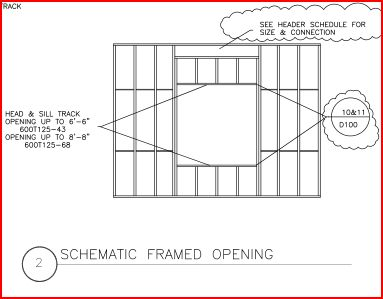 RACK
SEE HEADER SCHEDULE FOR
SIZE & CONNECTION
HEAD & SILL TRACK
OPENING UP TO 6'-6"
600T125-43
OPENING UP TO 8'-8"
600T125-68
10&11
D100
2
SCHEMATIC FRAMED OPENING